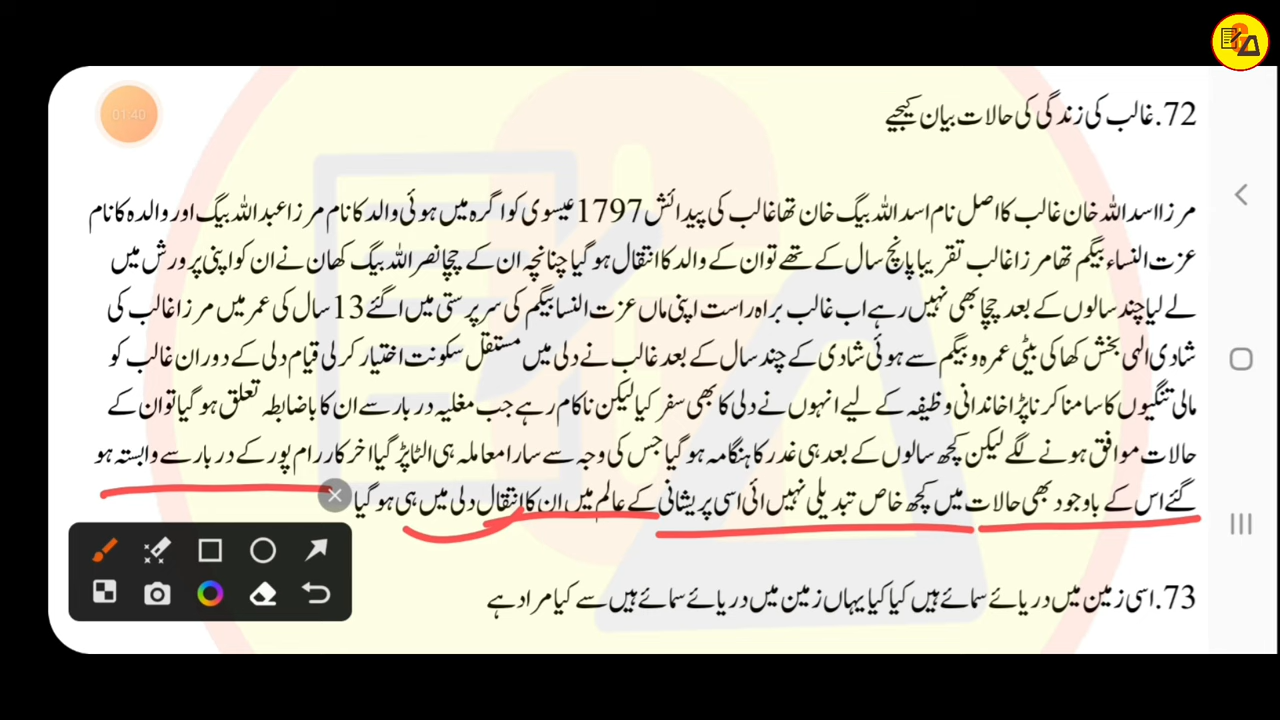 01:40
72. غالب کی زندگی کی حالات بیان کیجیے
مرزا اسد اللہ خان غالب کا اصل نام اسد اللہ بیگ خان تھا غالب کی پیدائش 1797 عیسوی کو اگرہ میں ہوئی والد کا نام مرزا عبد اللہ بیگ اور والدہ کا نام
عزت النساء بیگم تھا مرزا غالب تقریبا پانچ سال کے تھے تو ان کے والد کا انتقال ہو گیا چنانچہ ان کے چچا نصر اللہ بیگ کھان نے ان کو اپنی پرورش میں
لے لیا چند سالوں کے بعد چچا بھی نہیں رہے اب غالب براہ راست اپنی ماں عزت النسا بیگم کی سرپرستی میں اگئے 13 سال کی عمر میں مرزا غالب کی
شادی الہی بخش کھا کی بیٹی عمرہ و بیگم سے ہوئی شادی کے چند سال کے بعد غالب نے دلی میں مستقل سکونت اختیار کر لی قیام دلی کے دوران غالب کو
مالی تنگیوں کا سامنا کرنا پڑا خاندانی وظیفہ کے لیے انہوں نے دلی کا بھی سفر کیا لیکن ناکام رہے جب مغلیہ دربار سے ان کا باضابطہ تعلق ہو گیا تو ان کے
حالات موافق ہونے لگے لیکن کچھ سالوں کے بعد ہی غدر کا ہنگامہ ہو گیا جس کی وجہ سے سارا معاملہ ہی الٹا پڑ گیا اخر کار رام پور کے دربار سے وابستہ ہو
گئے اس کے باوجود بھی حالات میں کچھ خاص تبدیلی نہیں ائی اسی پریشانی کے عالم میں ان کا انتقال دلی میں ہی ہو گیا
73. اسی زمین میں دریائے سمائے ہیں کیا کیا یہاں زمین میں دریائے سمائے ہیں سے کیا مراد ہے